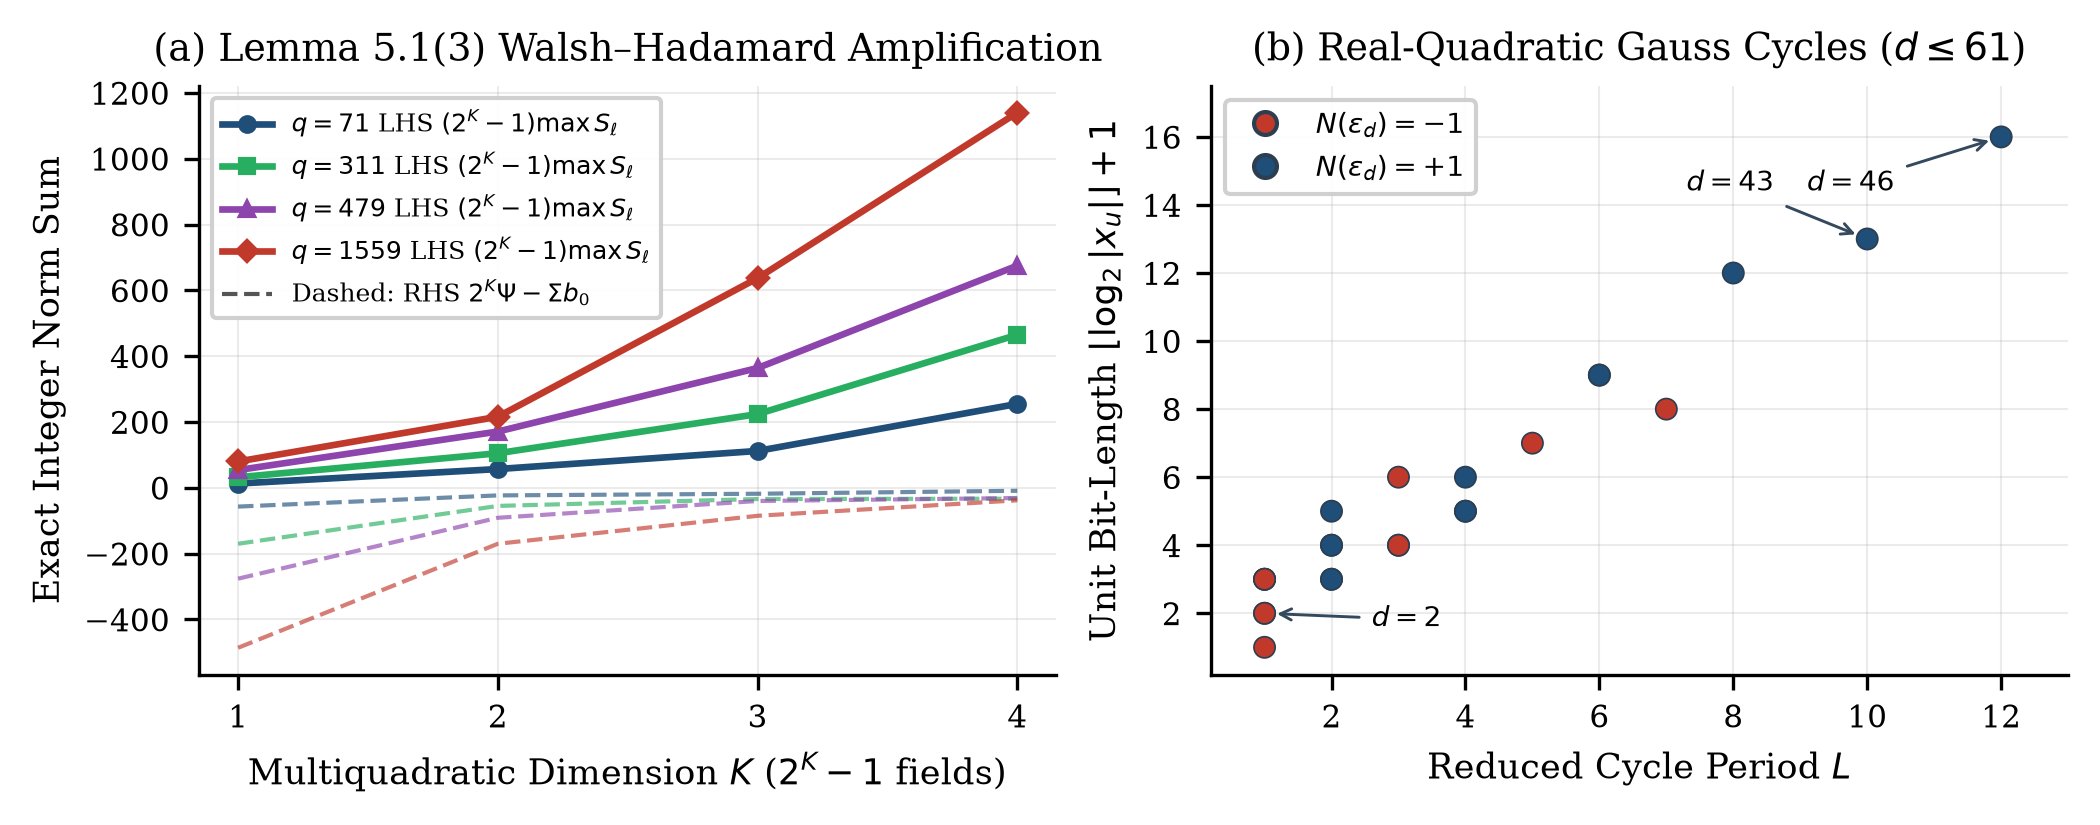 (a) Lemma 5.1(3) Walsh–Hadamard Amplification
Exact Integer Norm Sum
1200
1000
800
600
400
200
0
−200
−400
q = 71 LHS (2^K − 1)max S_ℓ
q = 311 LHS (2^K − 1)max S_ℓ
q = 479 LHS (2^K − 1)max S_ℓ
q = 1559 LHS (2^K − 1)max S_ℓ
Dashed: RHS 2^KΨ − Σb_0
1
2
3
4
Multiquadratic Dimension K (2^K − 1 fields)
(b) Real-Quadratic Gauss Cycles (d ≤ 61)
Unit Bit-Length ⌊log_2 |x_u|⌋ + 1
16
14
12
10
8
6
4
2
N(ε_d) = −1
N(ε_d) = +1
d = 43
d = 46
d = 2
2
4
6
8
10
12
Reduced Cycle Period L